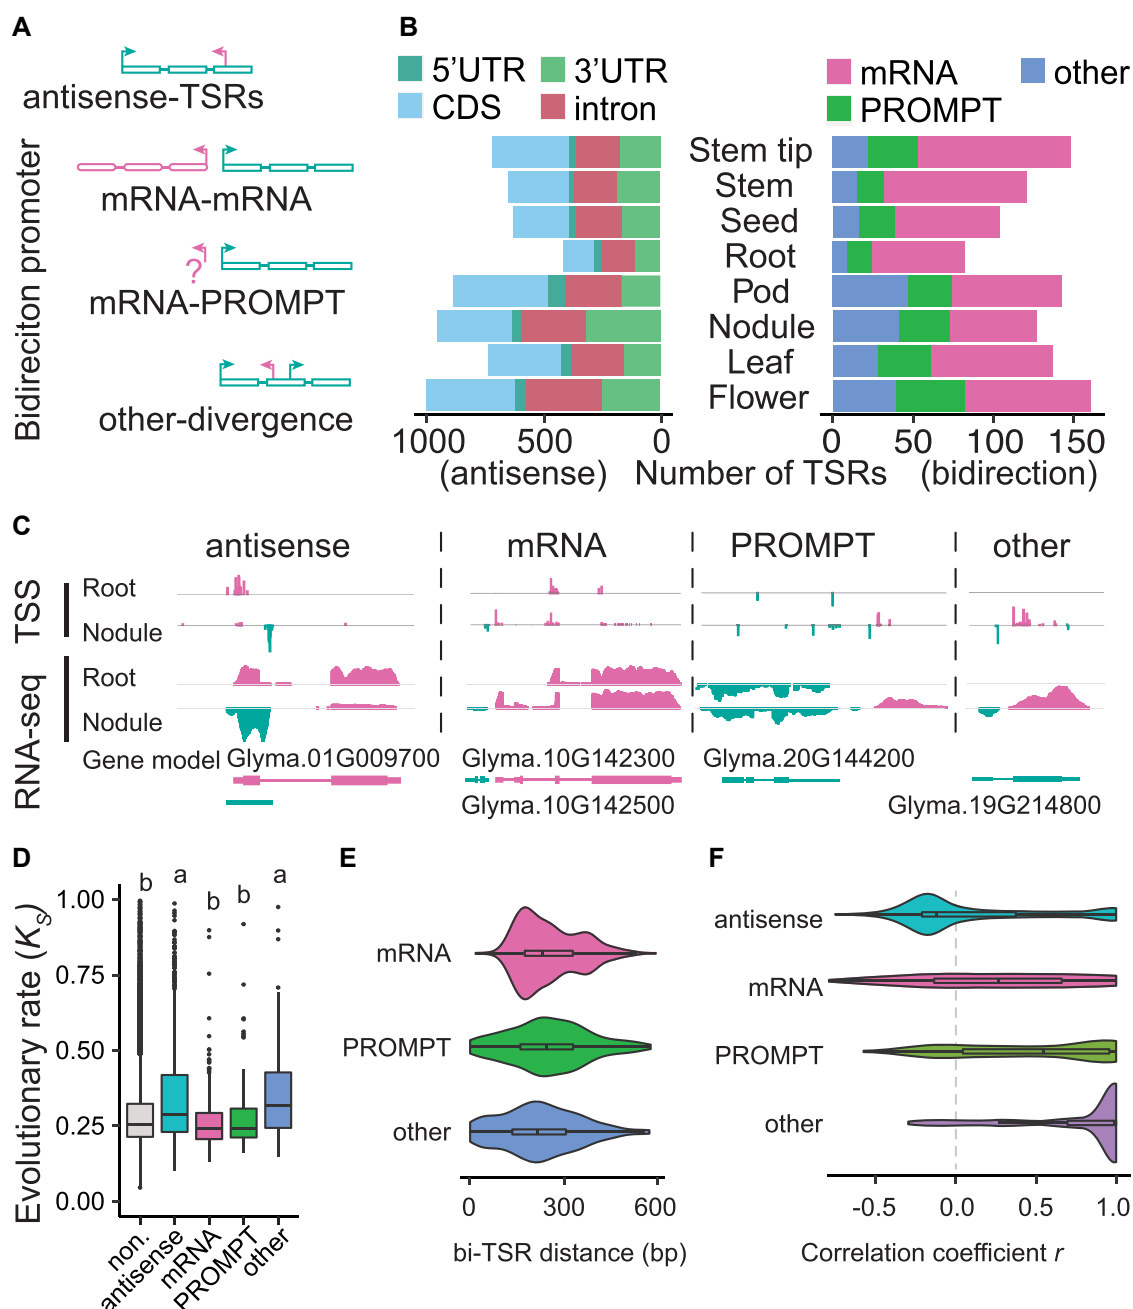 A
antisense-TSRs
mRNA-mRNA
?
mRNA-PROMPT
other-divergence
Bidireciton promoter
B
5'UTR 3'UTR
CDS intron
mRNA other
PROMPT
Stem tip
Stem
Seed
Root
Pod
Nodule
Leaf
Flower
1000 500 0 0 50 100 150
(antisense) Number of TSRs (bidirection)
C
antisense mRNA PROMPT other
TSS
Root
Nodule
RNA-seq
Root
Nodule
Gene model Glyma.01G009700 Glyma.10G142300 Glyma.20G144200
Glyma.10G142500 Glyma.19G214800
D
b a b b a
Evolutionary rate (KS)
1.00
0.75
0.50
0.25
0.00
non.
antisense
mRNA
PROMPT
other
E
mRNA
PROMPT
other
0 300 600
bi-TSR distance (bp)
F
antisense
mRNA
PROMPT
other
-0.5 0.0 0.5 1.0
Correlation coefficient r